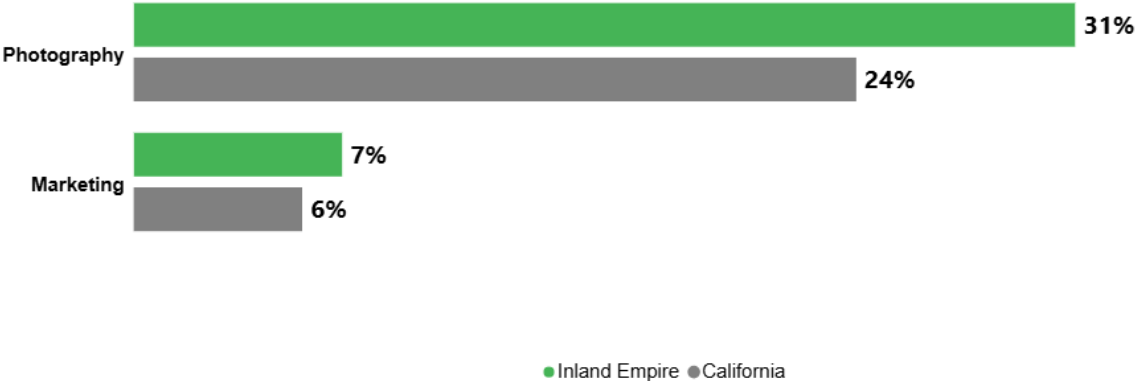 31%
Photography
24%
7%
Marketing
6%
Inland Empire California